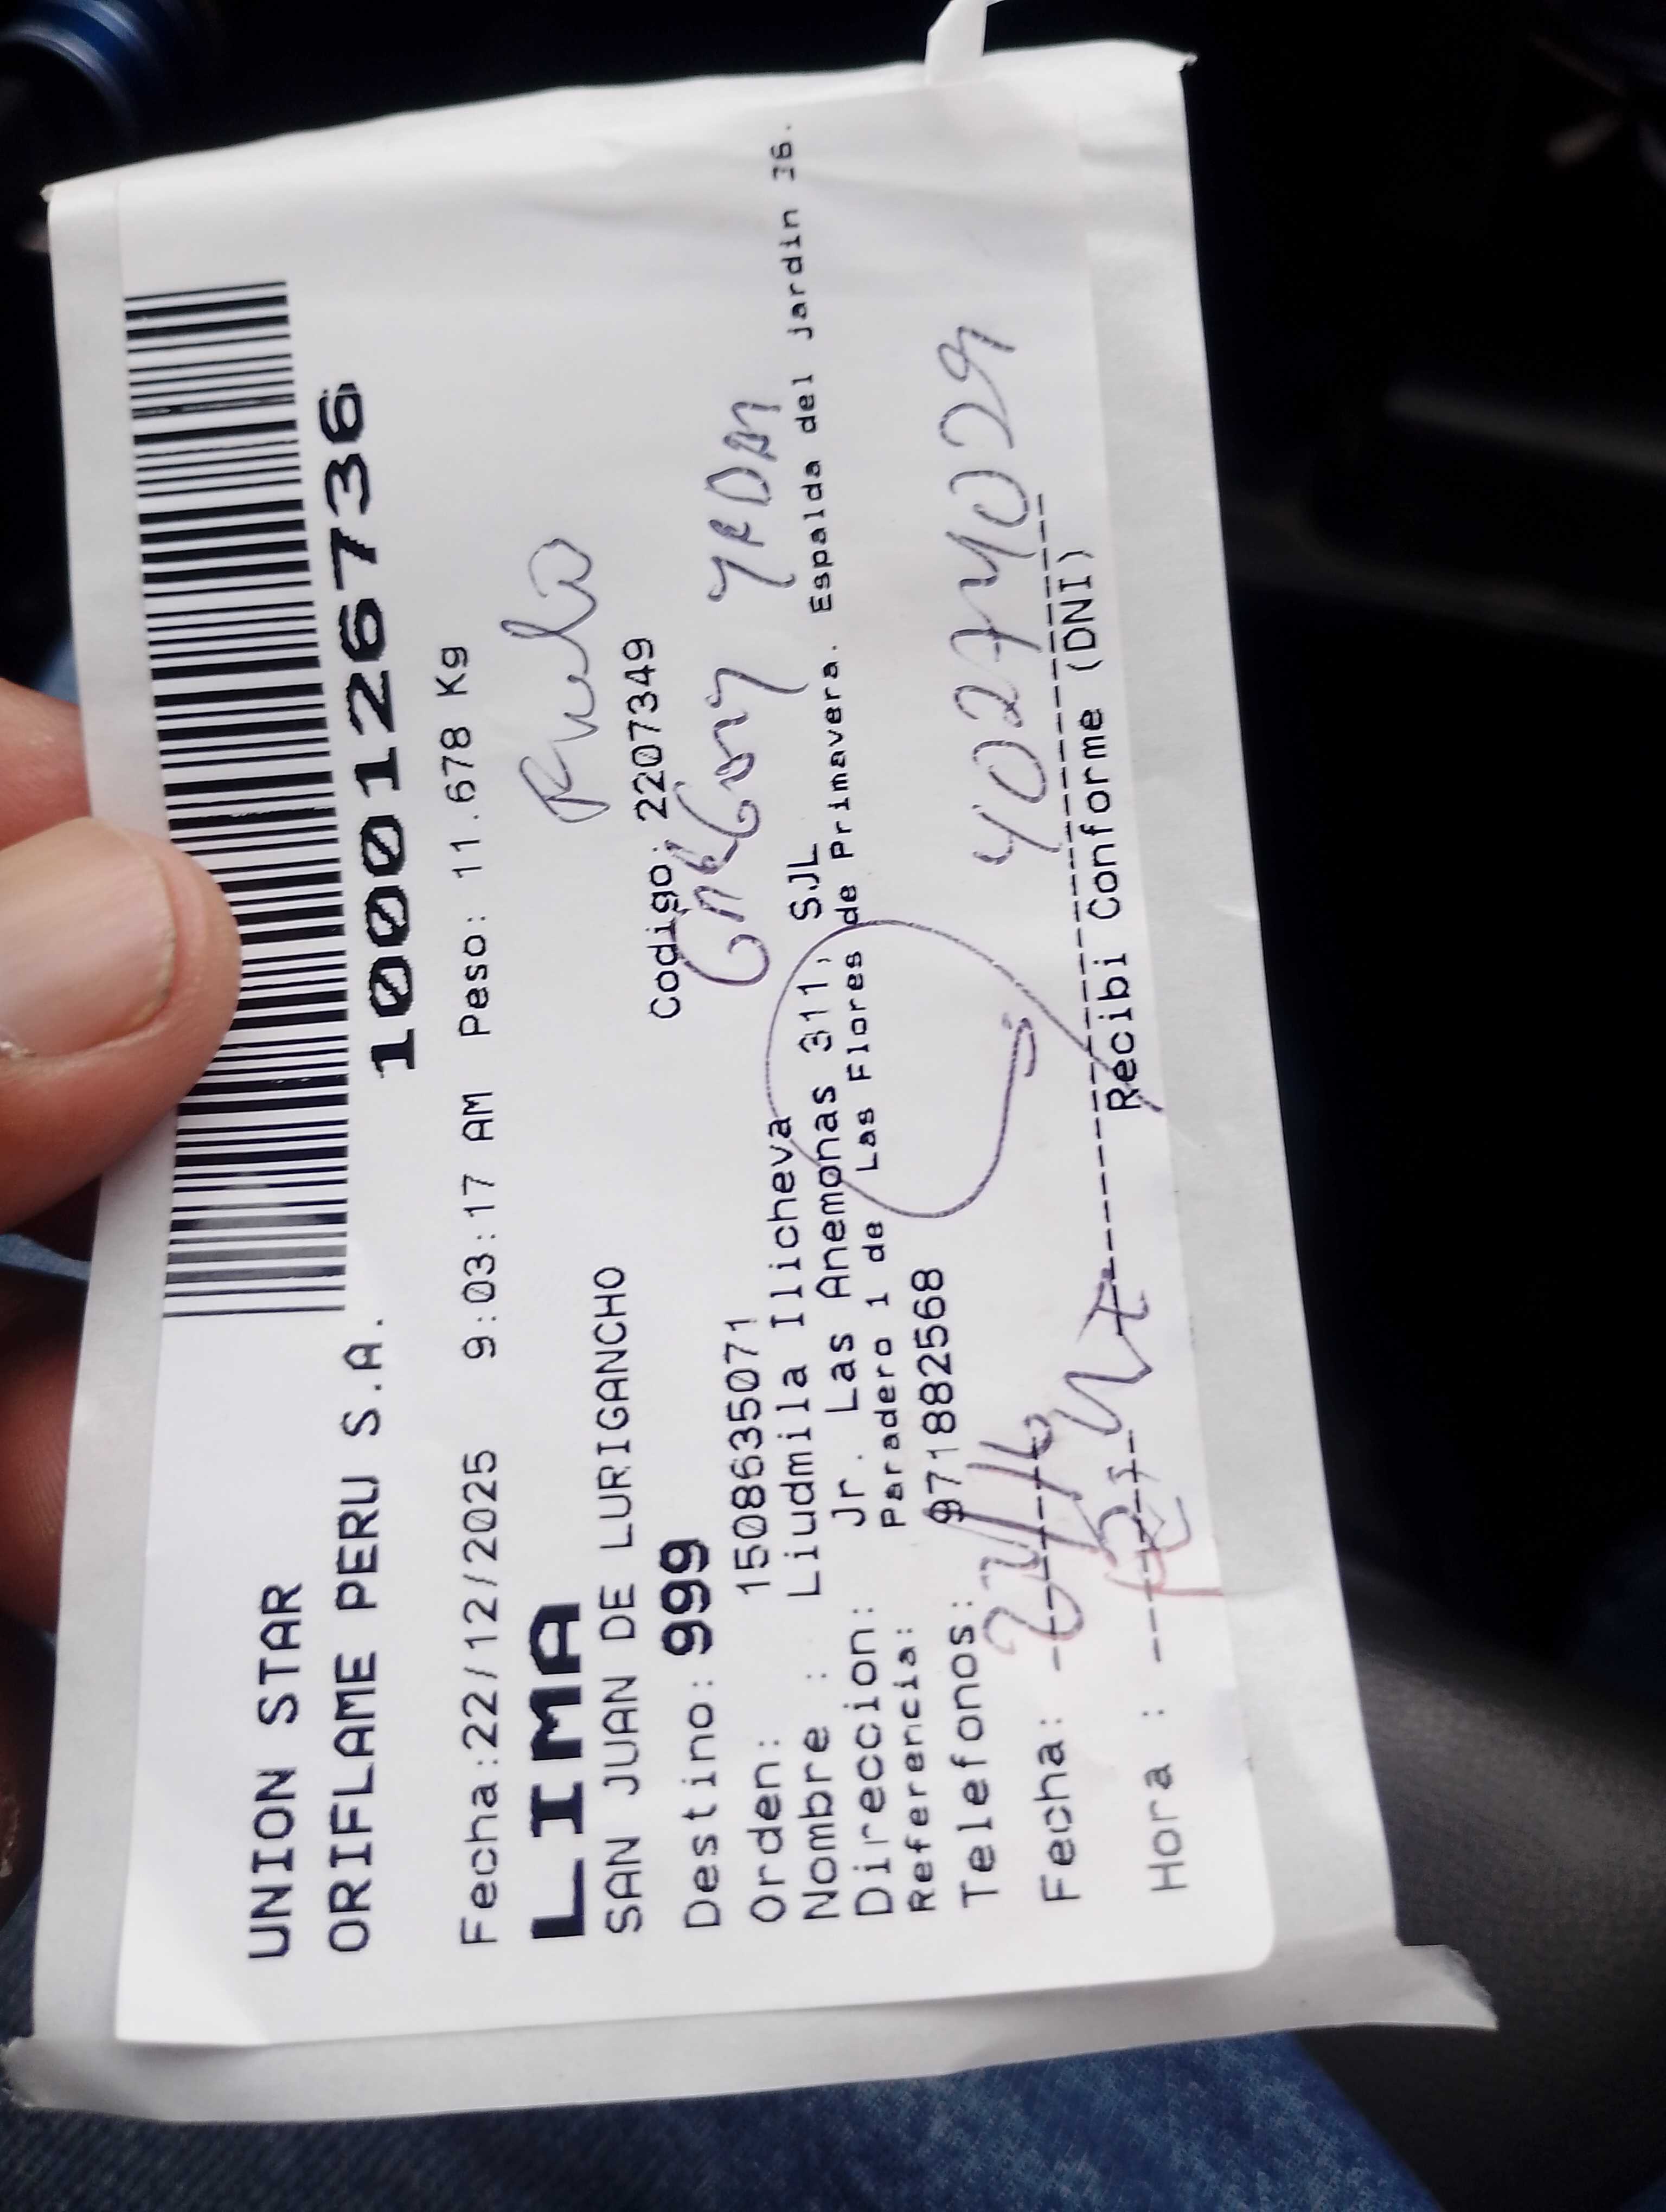 UNION STAR
ORIFLAME PERU S.A.
1000126736
Fecha:22/12/2025 9:03:17 AM Peso: 11.678 Kg
LIMA
SAN JUAN DE LURIGANCHO
Destino: 999 Codigo: 2207349
Orden: 1508635071
Nombre : Liudmila Ilicheva
Direccion: Jr. Las Anemonas 311, SJL
Referencia: Paradero 1 de Las Flores de Primavera. Espalda del jardin 36.
Telefonos: 971882568
40274029
Fecha:
Recibi Conforme (DNI)
Hora :